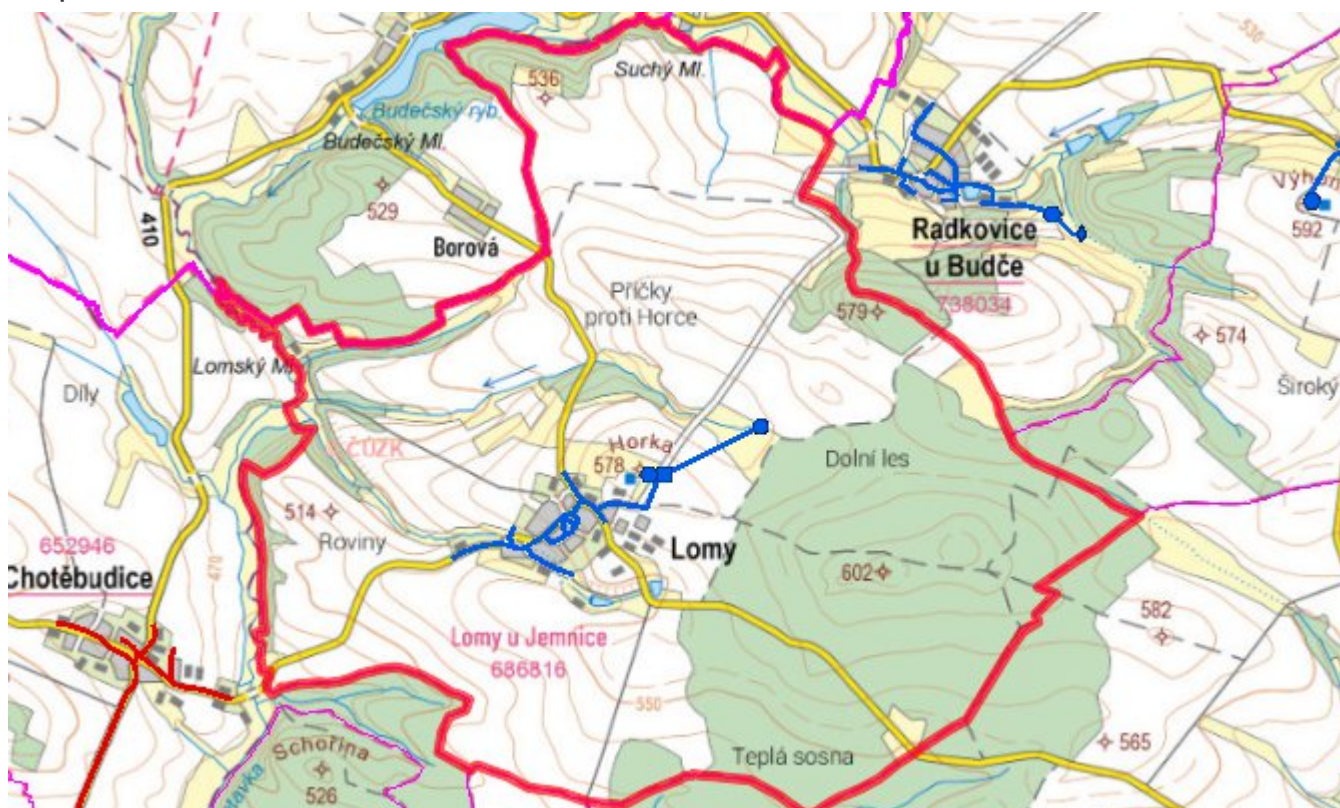 530
Suchý Ml.
536
Budečský ryb.
Budečský Ml.
529
410
Borová
Radkovice
u Budče
738034
592
Příčky
proti Horce
579
574
Lomský Ml.
Díly
Široký
ČÚZK
Horka
578
Dolní les
514
Roviny
652946
Chotěbudice
470
Lomy
602
582
Lomy u Jemnice
686816
550
Schořina
Teplá sosna
565
526